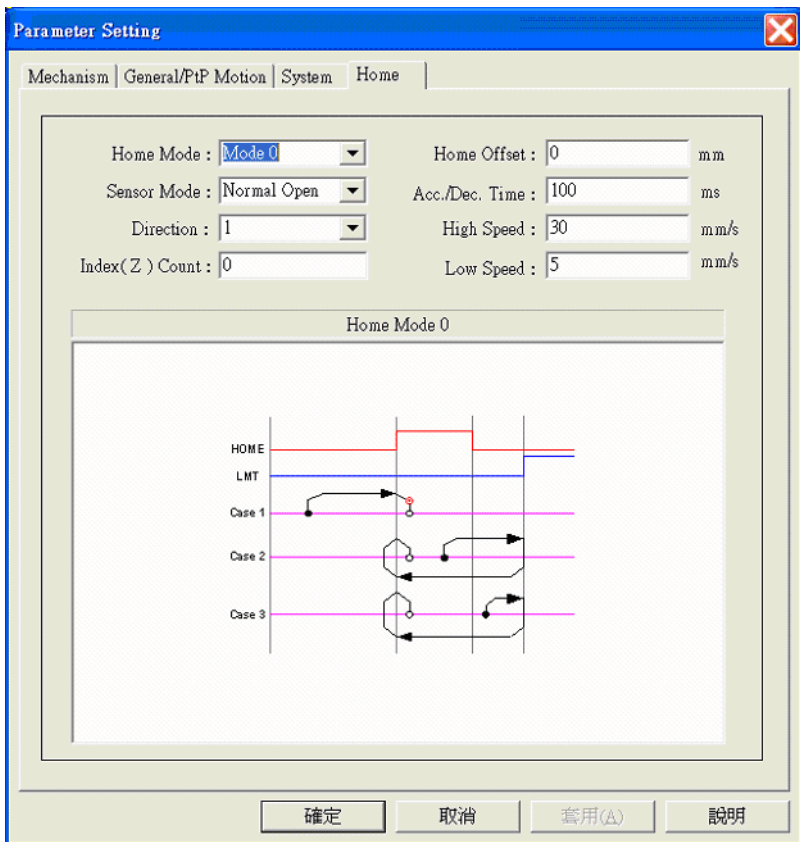 Parameter Setting
Mechanism General/PtP Motion System Home
Home Mode : Mode 0
Home Offset : 0 mm
Sensor Mode : Normal Open
Acc./Dec. Time : 100 ms
Direction : 1
High Speed : 30 mm/s
Index( Z ) Count : 0
Low Speed : 5 mm/s
Home Mode 0
HOME
LMT
Case 1
Case 2
Case 3
確定 取消 套用(A) 說明